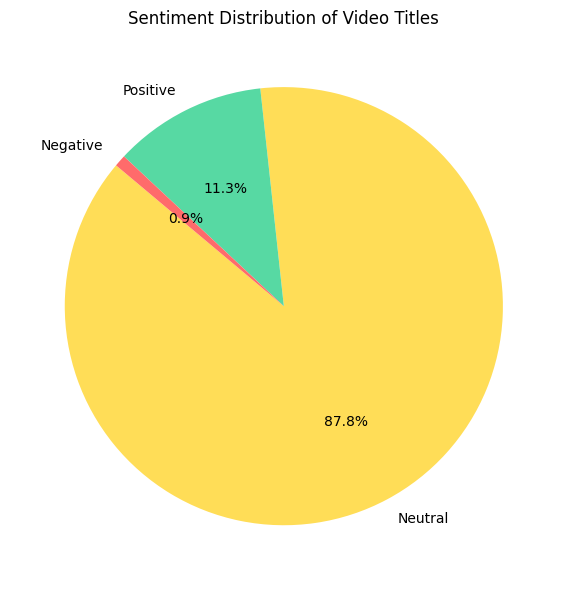 Sentiment Distribution of Video Titles
Positive
Negative
11.3%
0.9%
87.8%
Neutral